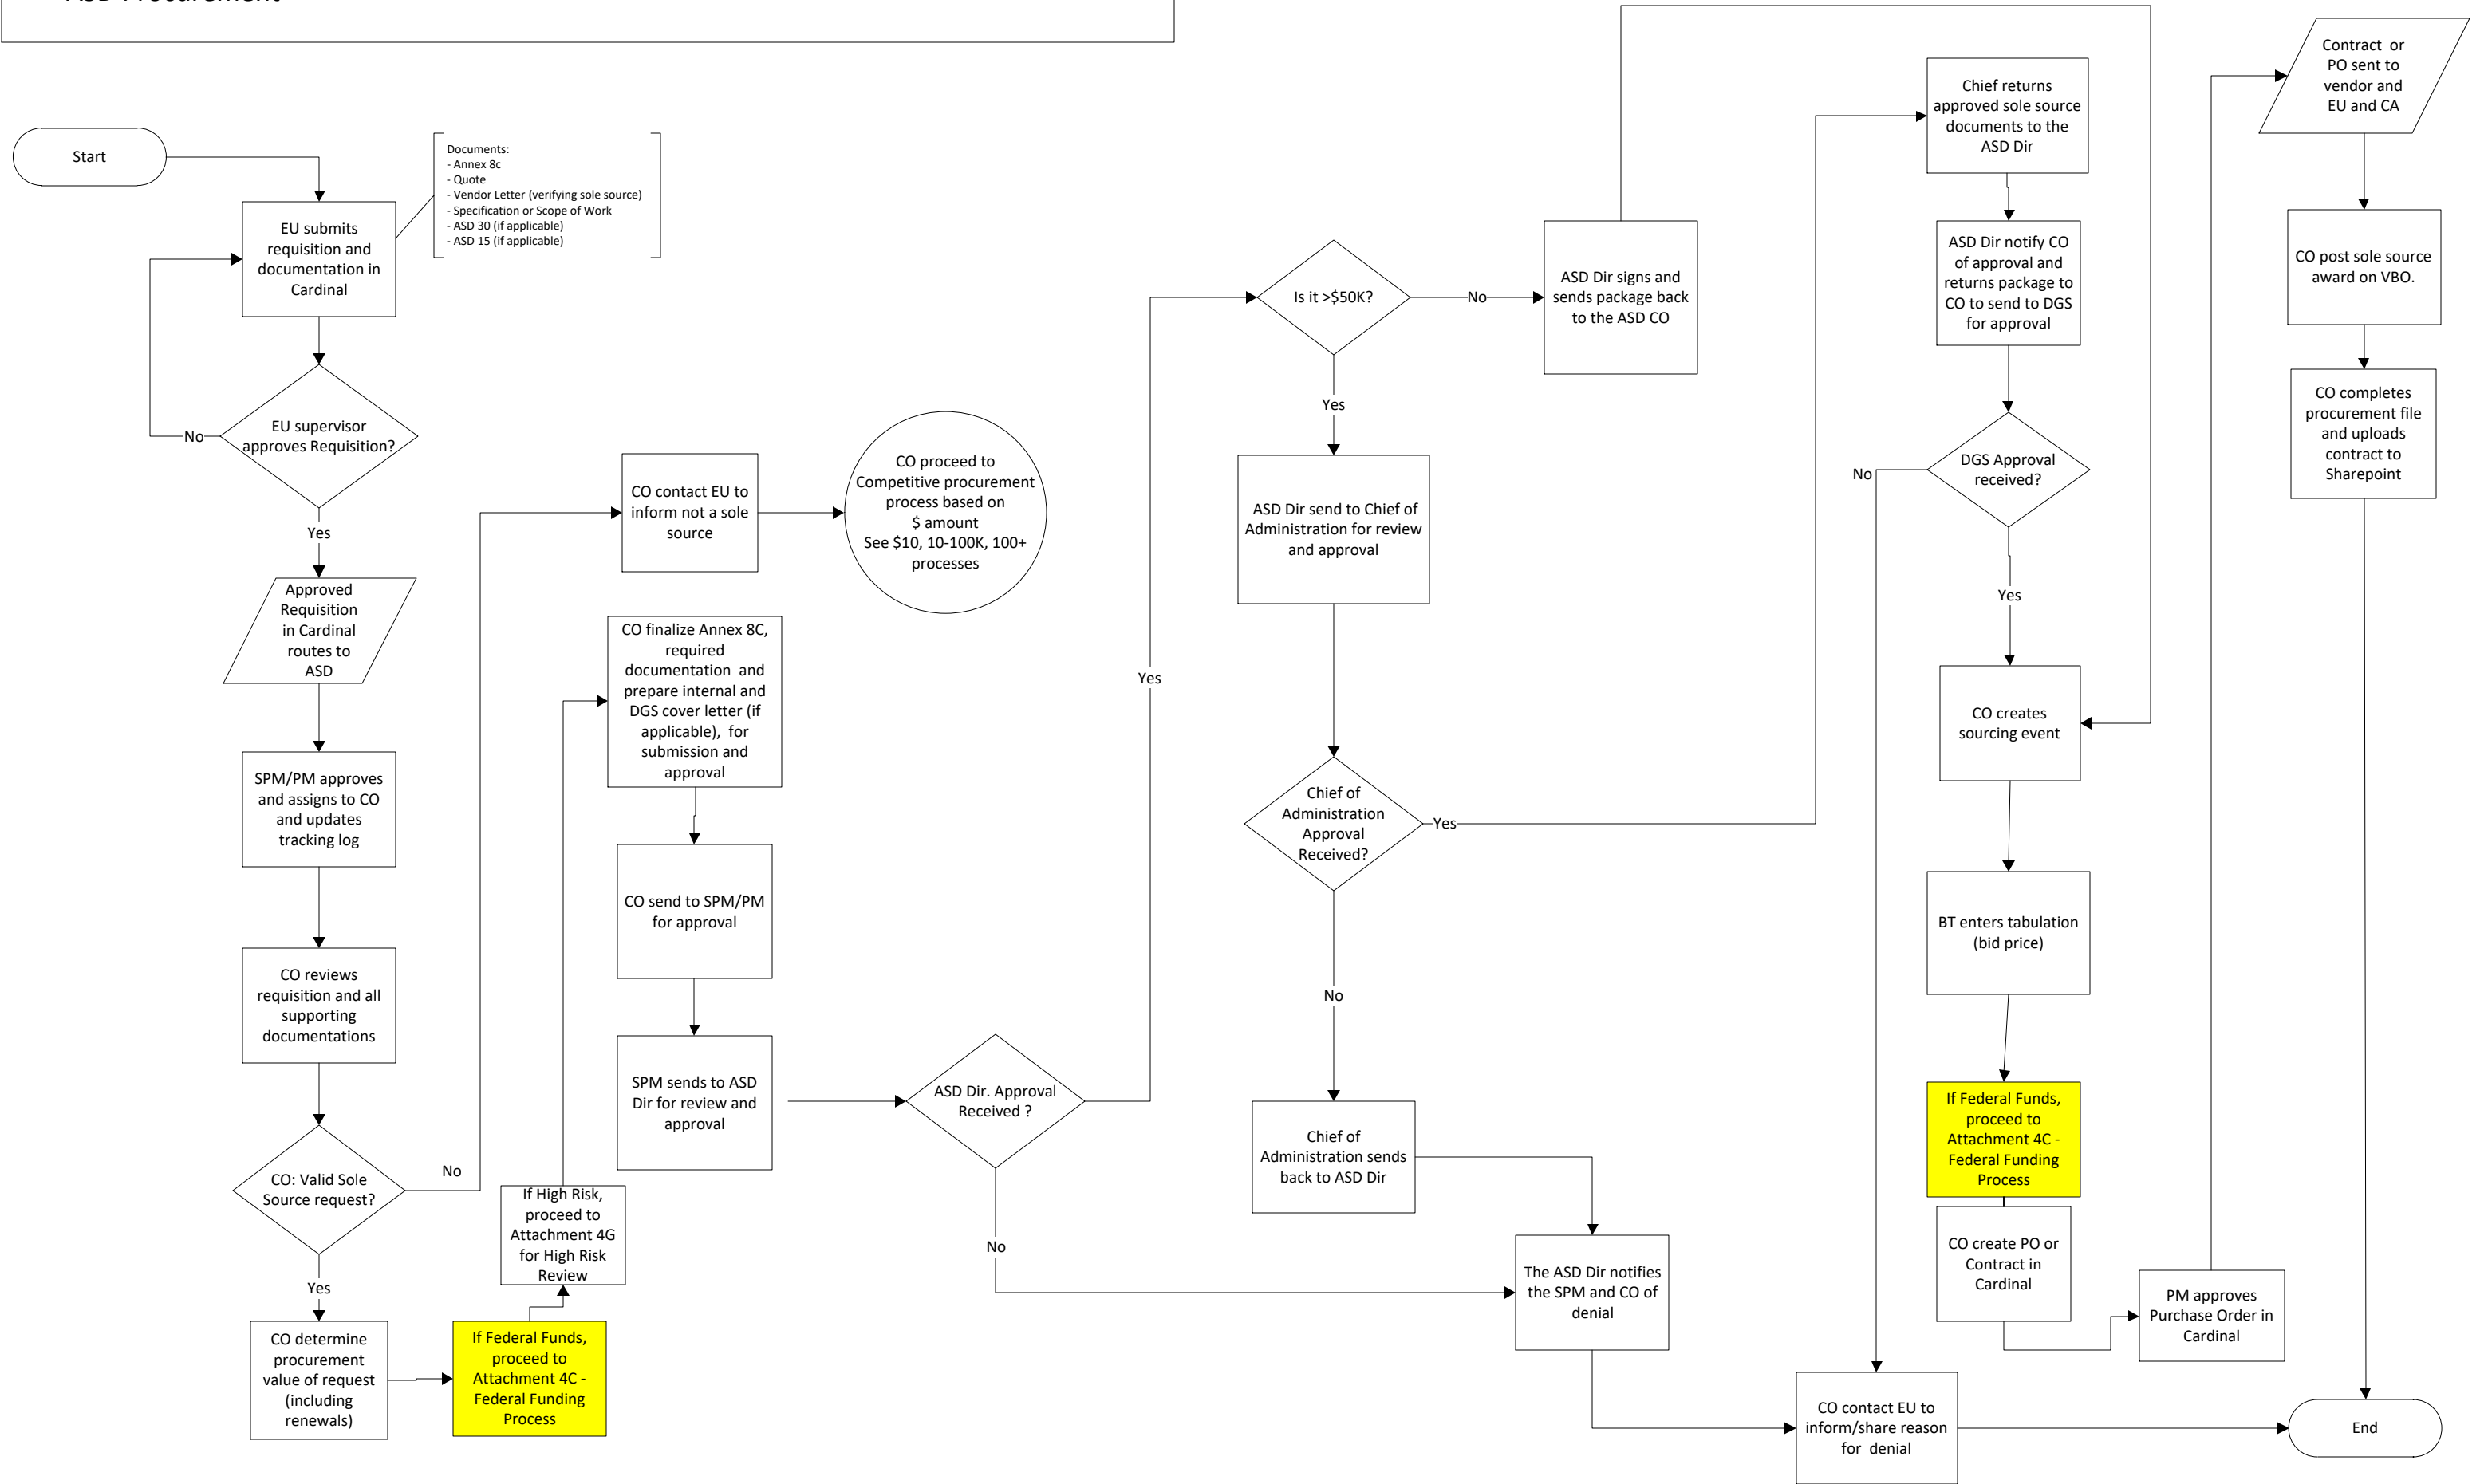 ASD Procurement
Start
Documents:
- Annex 8c
- Quote
- Vendor Letter (verifying sole source)
- Specification or Scope of Work
- ASD 30 (if applicable)
- ASD 15 (if applicable)
EU submits
requisition and
documentation in
Cardinal
EU supervisor
approves Requisition?
No
Yes
Approved
Requisition
in Cardinal
routes to
ASD
SPM/PM approves
and assigns to CO
and updates
tracking log
CO reviews
requisition and all
supporting
documentations
CO: Valid Sole
Source request?
No
Yes
CO determine
procurement
value of request
(including
renewals)
If Federal Funds,
proceed to
Attachment 4C -
Federal Funding
Process
If High Risk,
proceed to
Attachment 4G
for High Risk
Review
CO contact EU to
inform not a sole
source
CO proceed to
Competitive procurement
process based on
$ amount
See $10, 10-100K, 100+
processes
CO finalize Annex 8C,
required
documentation and
prepare internal and
DGS cover letter (if
applicable), for
submission and
approval
CO send to SPM/PM
for approval
SPM sends to ASD
Dir for review and
approval
ASD Dir. Approval
Received ?
Yes
No
Is it >$50K?
No
Yes
ASD Dir signs and
sends package back
to the ASD CO
ASD Dir send to Chief of
Administration for review
and approval
Chief of
Administration
Approval
Received?
Yes
No
Chief of
Administration sends
back to ASD Dir
The ASD Dir notifies
the SPM and CO of
denial
Chief returns
approved sole source
documents to the
ASD Dir
ASD Dir notify CO
of approval and
returns package to
CO to send to DGS
for approval
DGS Approval
received?
No
Yes
CO creates
sourcing event
BT enters tabulation
(bid price)
If Federal Funds,
proceed to
Attachment 4C -
Federal Funding
Process
CO create PO or
Contract in
Cardinal
PM approves
Purchase Order in
Cardinal
CO contact EU to
inform/share reason
for denial
Contract or
PO sent to
vendor and
EU and CA
CO post sole source
award on VBO.
CO completes
procurement file
and uploads
contract to
Sharepoint
End